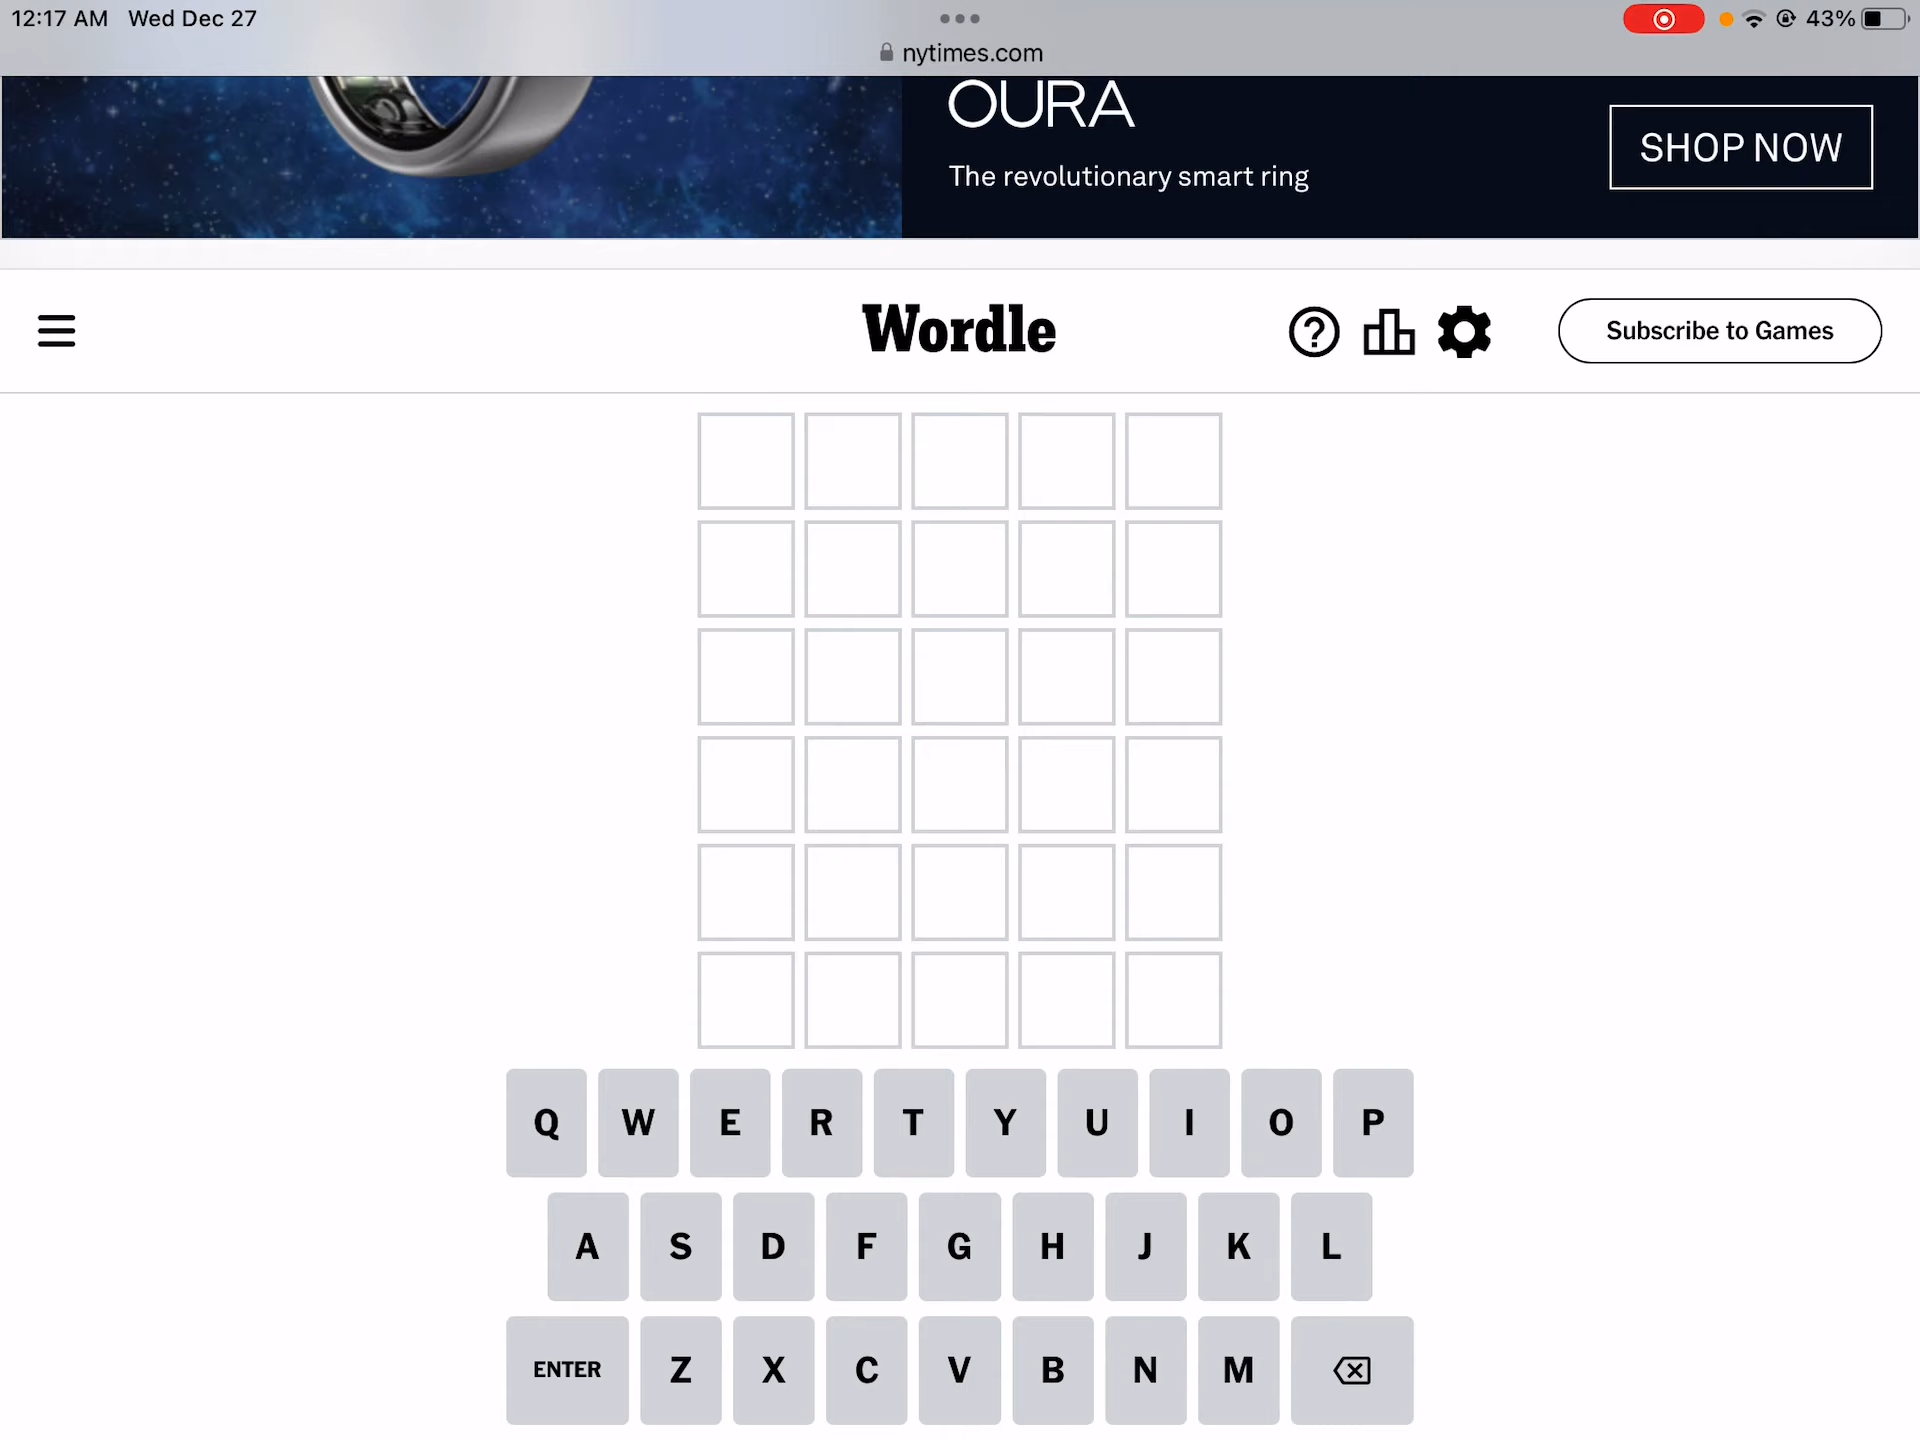 12:17 AM Wed Dec 27
43%
nytimes.com
OURA
The revolutionary smart ring
SHOP NOW
Wordle
Subscribe to Games
Q W E R T Y U I O P
A S D F G H J K L
ENTER Z X C V B N M